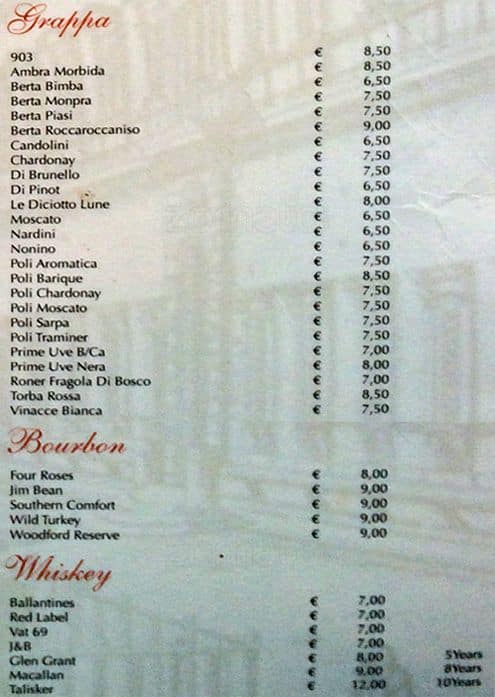 Grappa
903 € 8,50
Ambra Morbida € 8,50
Berta Bimba € 6,50
Berta Monpra € 7,50
Berta Piasi € 7,50
Berta Roccaroccaniso € 9,00
Candolini € 6,50
Chardonay € 7,50
Di Brunello € 7,50
Di Pinot € 6,50
Le Diciotto Lune € 8,00
Moscato € 6,50
Nardini € 6,50
Nonino € 6,50
Poli Aromatica € 7,50
Poli Barique € 8,50
Poli Chardonay € 7,50
Poli Moscato € 7,50
Poli Sarpa € 7,50
Poli Traminer € 7,50
Prime Uve B/Ca € 7,00
Prime Uve Nera € 8,00
Roner Fragola Di Bosco € 7,00
Torba Rossa € 8,50
Vinacce Bianca € 7,50
Bourbon
Four Roses € 8,00
Jim Bean € 9,00
Southern Comfort € 9,00
Wild Turkey € 9,00
Woodford Reserve € 9,00
Whiskey
Ballantines € 7,00
Red Label € 7,00
Vat 69 € 7,00
J&B € 7,00
Glen Grant € 8,00 5Years
Macallan € 9,00 8Years
Talisker € 12,00 10Years